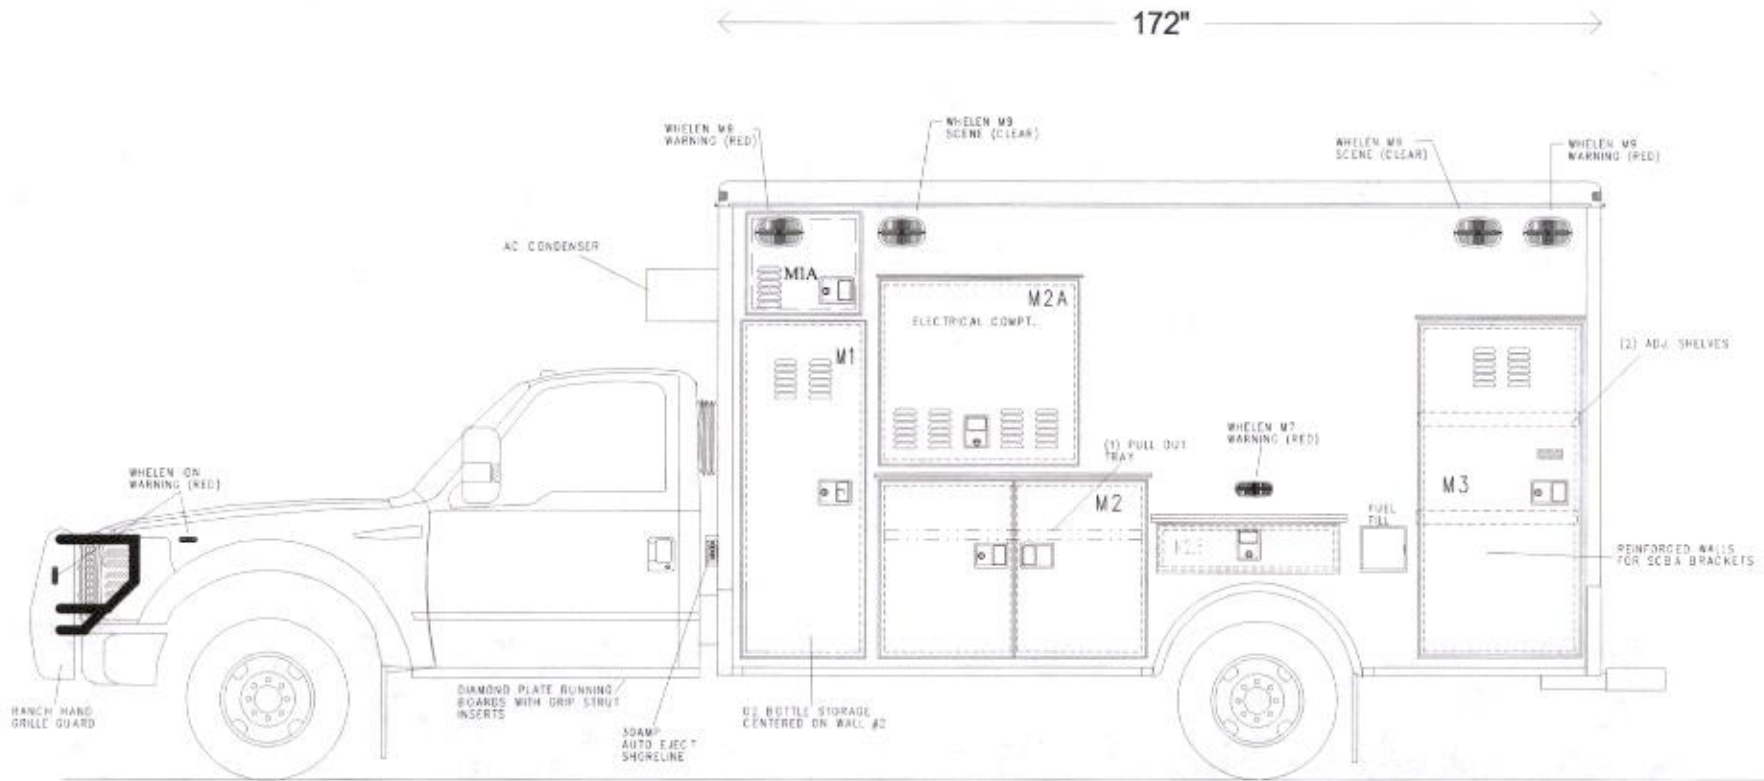 172"
WHELEN M9
WARNING (RED)
WHELEN M9
SCENE (CLEAR)
WHELEN M9
SCENE (CLEAR)
WHELEN M9
WARNING (RED)
AC CONDENSER
M1A
M2A
ELECTRICAL COMPT.
M1
(2) ADJ. SHELVES
(1) PULL OUT
TRAY
WHELEN M7
WARNING (RED)
WHELEN ION
WARNING (RED)
M2
M3
FUEL
FILL
REINFORCED WALLS
FOR SCBA BRACKETS
RANCH HAND
GRILLE GUARD
DIAMOND PLATE RUNNING
BOARDS WITH GRIP STRUT
INSERTS
30AMP
AUTO EJECT
SHORELINE
O2 BOTTLE STORAGE
CENTERED ON WALL #2